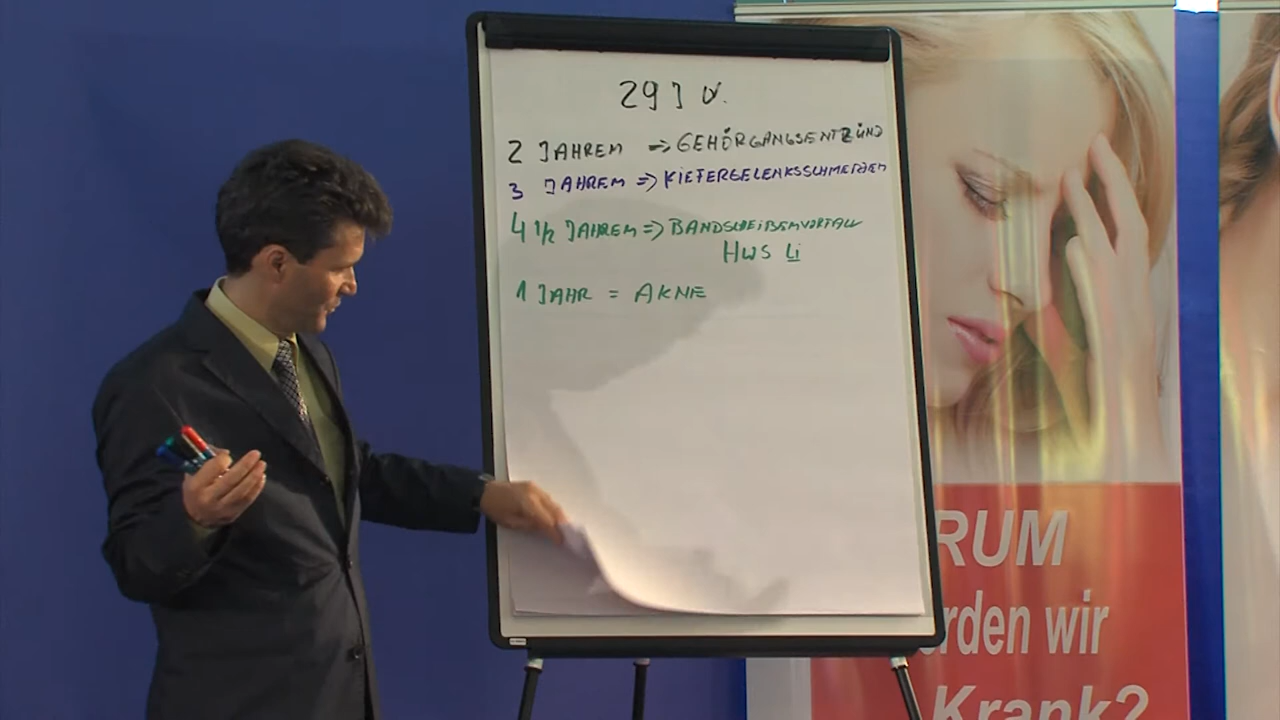 29 J
2 JAHREN => GEHÖRGANGSENTZÜND
3 JAHREN => KIEFERGELENKSSCHMERZEN
4 1/2 JAHREN => BANDSCHEIBENVORFALL
HWS Li
1 JAHR = AKNE
RUM
rden wir
Krank?